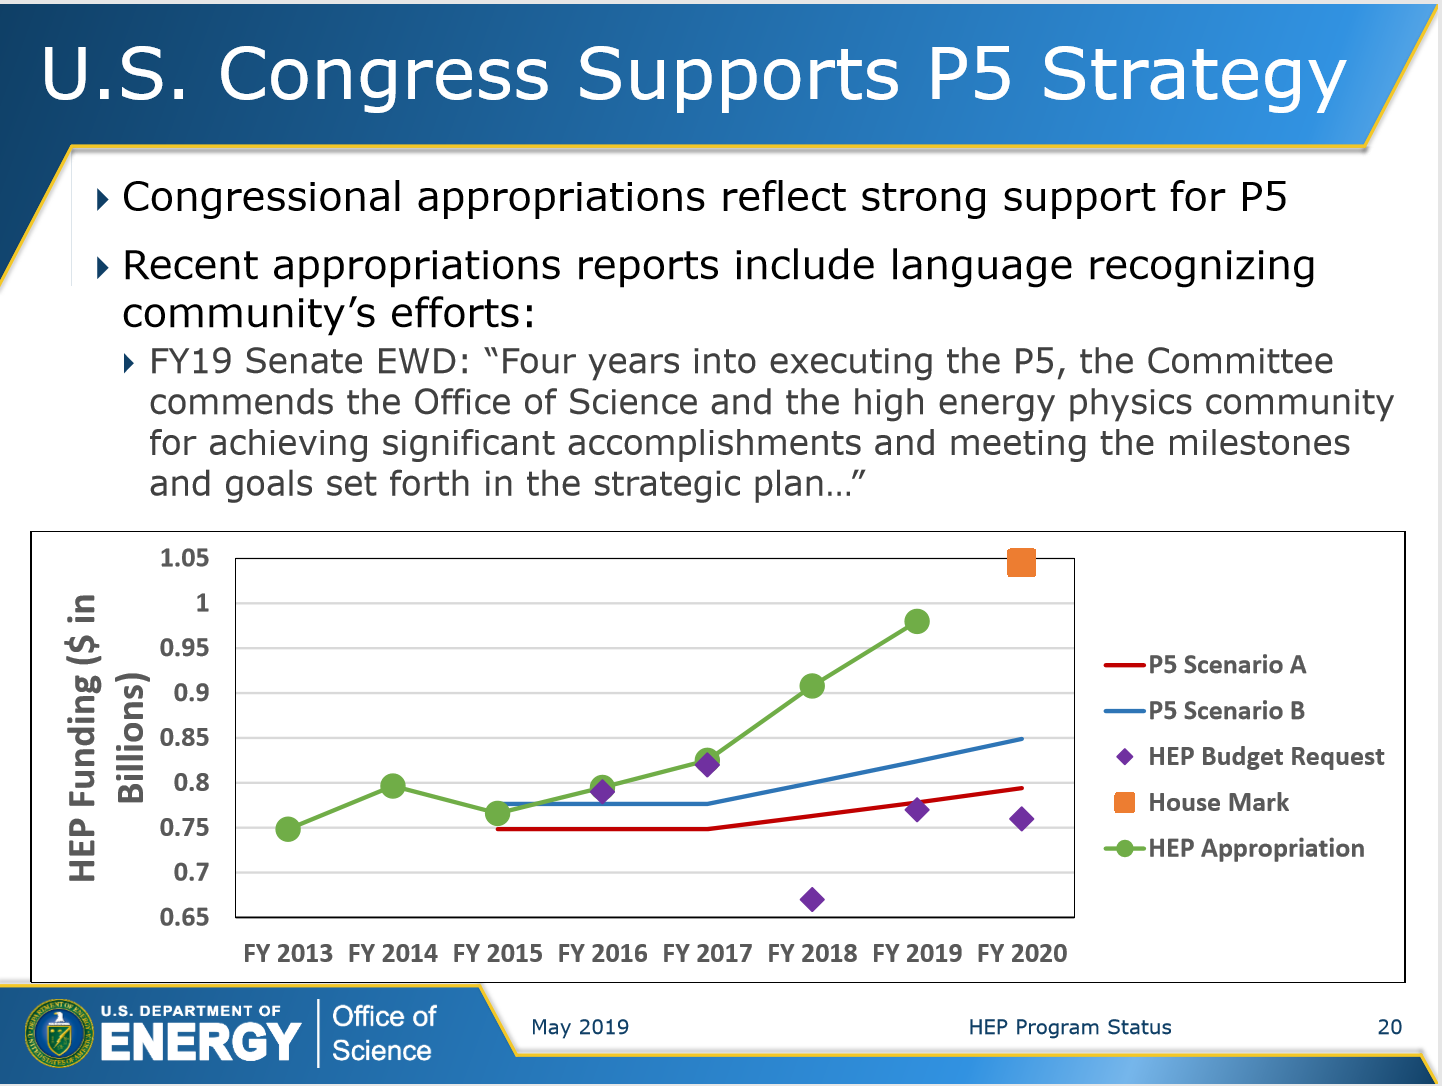 U.S. Congress Supports P5 Strategy
Congressional appropriations reflect strong support for P5
Recent appropriations reports include language recognizing
community’s efforts:
FY19 Senate EWD: “Four years into executing the P5, the Committee
commends the Office of Science and the high energy physics community
for achieving significant accomplishments and meeting the milestones
and goals set forth in the strategic plan…”
HEP Funding ($ in
Billions)
1.05
1
0.95
0.9
0.85
0.8
0.75
0.7
0.65
FY 2013 FY 2014 FY 2015 FY 2016 FY 2017 FY 2018 FY 2019 FY 2020
P5 Scenario A
P5 Scenario B
HEP Budget Request
House Mark
HEP Appropriation
U.S. DEPARTMENT OF
ENERGY
Office of
Science
May 2019
HEP Program Status
20